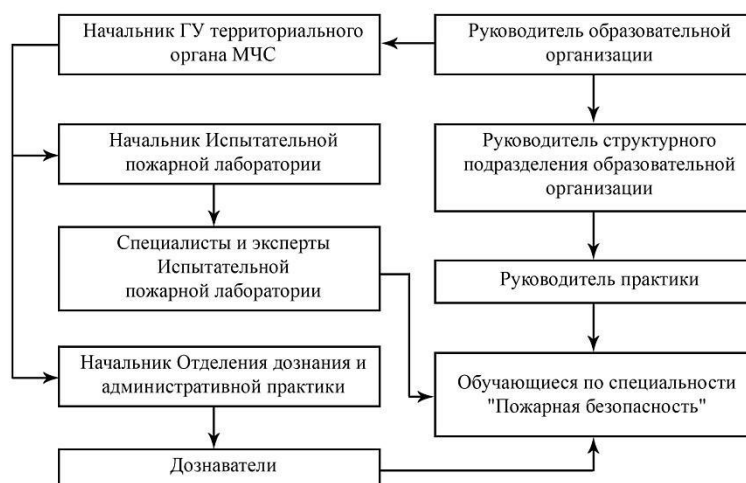 Начальник ГУ территориального
органа МЧС
Руководитель образовательной
организации
Начальник Испытательной
пожарной лаборатории
Руководитель структурного
подразделения образовательной
организации
Специалисты и эксперты
Испытательной
пожарной лаборатории
Руководитель практики
Начальник Отделения дознания и
административной практики
Обучающиеся по специальности
"Пожарная безопасность"
Дознаватели